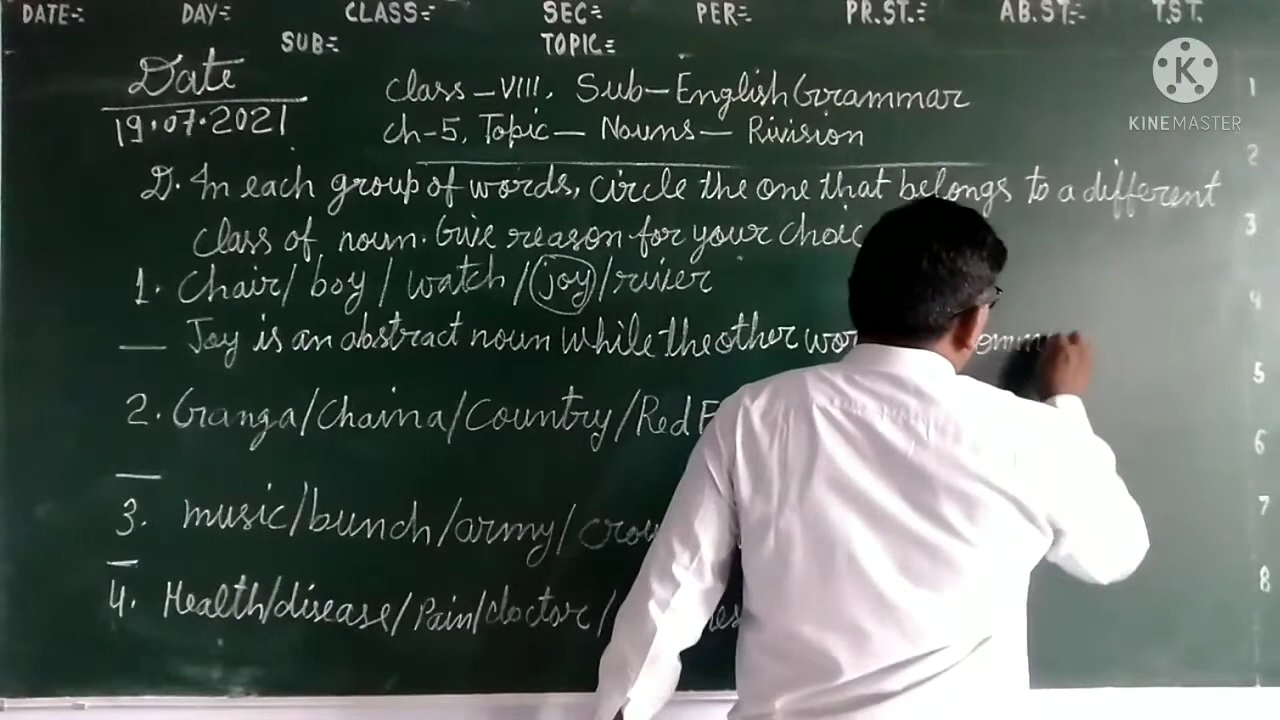 DATE:- DAY:- CLASS:- SEC:- PER:- PR.ST.:- AB.ST:- T.ST.
SUB:- TOPIC:-
Date
19.07.2021
Class - VIII, Sub - English Grammar
Ch-5, Topic - Nouns - Rivision
D. In each group of words, circle the one that belongs to a different
class of noun. Give reason for your
1. Chair/ boy / watch / joy / river
Joy is an abstract noun while the other
2. Ganga/Chaina/Country/Red
3. music/bunch/army/
4. Health/disease/Pain/doctor/
1
2
3
4
5
6
7
8
K
KINEMASTER